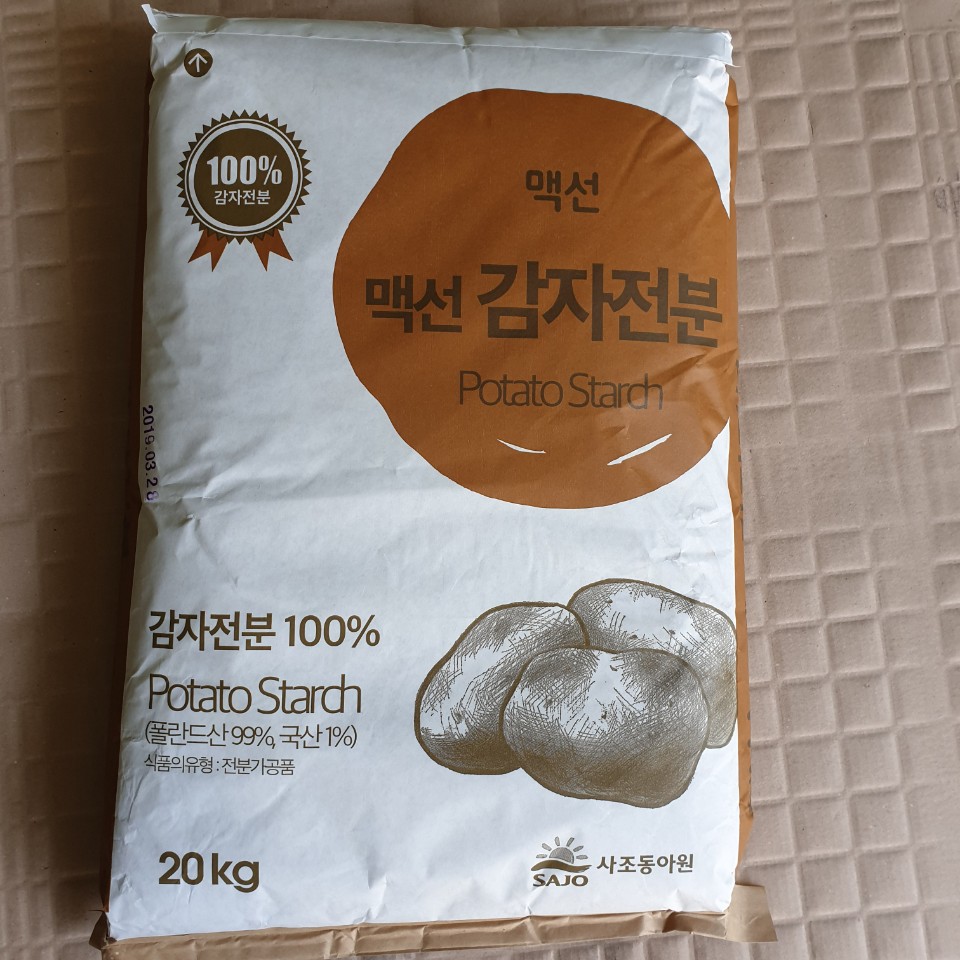 100%
감자전분
맥선
맥선 감자전분
Potato Starch
2019.03.28
감자전분 100%
Potato Starch
(폴란드산 99%, 국산 1%)
식품의유형 : 전분가공품
20 kg
SAJO 사조동아원